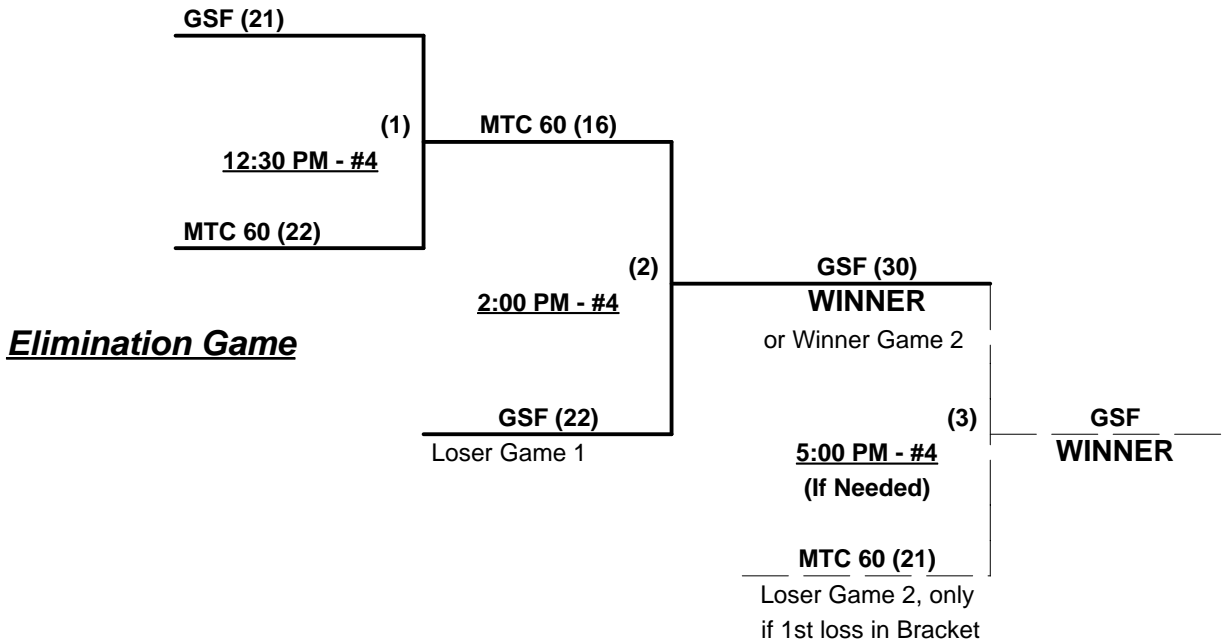 GSF (21)
(1)
MTC 60 (16)
12:30 PM - #4
MTC 60 (22)
(2)
GSF (30)
WINNER
2:00 PM - #4
or Winner Game 2
Elimination Game
GSF (22)
Loser Game 1
(3)
GSF
WINNER
5:00 PM - #4
(If Needed)
MTC 60 (21)
Loser Game 2, only
if 1st loss in Bracket